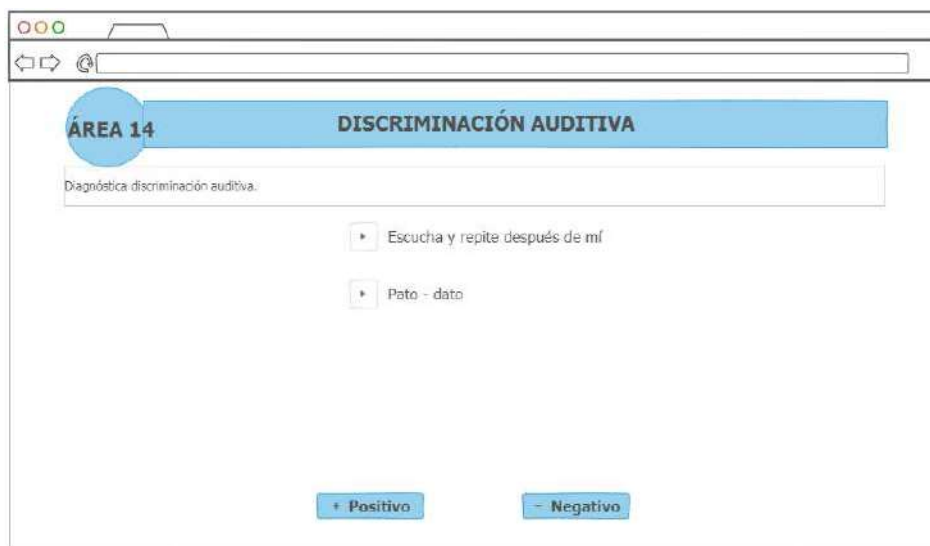 ÁREA 14
DISCRIMINACIÓN AUDITIVA
Diagnóstica discriminación auditiva.
Escucha y repite después de mí
Pato - dato
+ Positivo
- Negativo